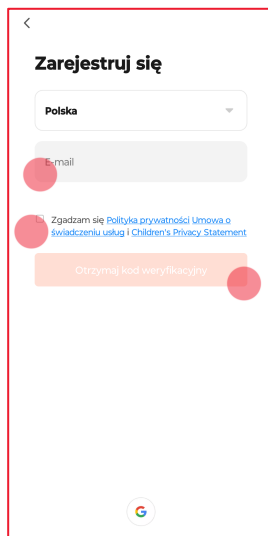 Zarejestruj się
Polska
E-mail
Zgadzam się Polityka prywatności Umowa o
świadczeniu usług i Children's Privacy Statement
Otrzymaj kod weryfikacyjny
G